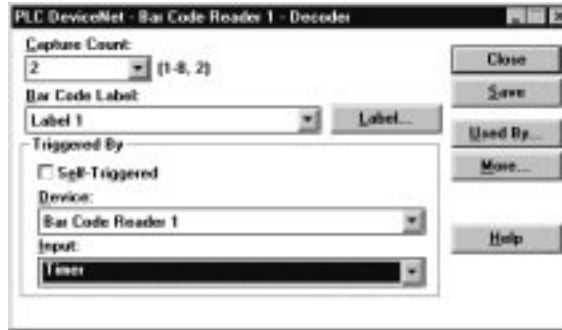 PLC DeviceNet - Bar Code Reader 1 - Decoder
Capture Count:
2 (1-8, 2)
Close
Bar Code Label:
Save
Label 1 Label...
Used By...
Triggered By
More...
Self-Triggered
Device:
Bar Code Reader 1
Help
Input:
Timer